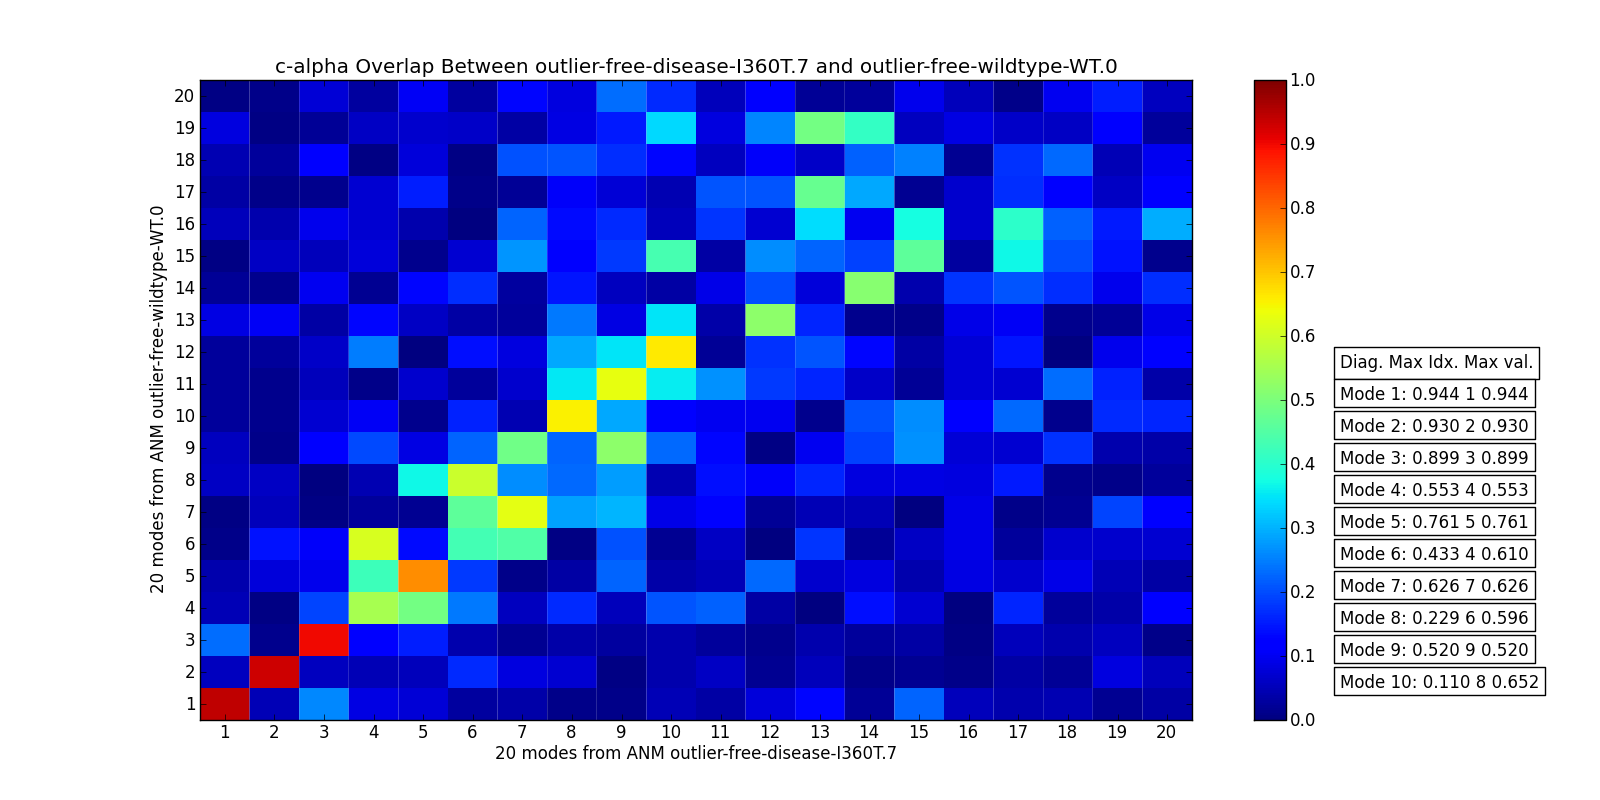 c-alpha Overlap Between outlier-free-disease-I360T.7 and outlier-free-wildtype-WT.0
20 modes from ANM outlier-free-wildtype-WT.0
20
19
18
17
16
15
14
13
12
11
10
9
8
7
6
5
4
3
2
1
1 2 3 4 5 6 7 8 9 10 11 12 13 14 15 16 17 18 19 20
20 modes from ANM outlier-free-disease-I360T.7
1.0
0.9
0.8
0.7
0.6
0.5
0.4
0.3
0.2
0.1
0.0
Diag. Max Idx. Max val.
Mode 1: 0.944 1 0.944
Mode 2: 0.930 2 0.930
Mode 3: 0.899 3 0.899
Mode 4: 0.553 4 0.553
Mode 5: 0.761 5 0.761
Mode 6: 0.433 4 0.610
Mode 7: 0.626 7 0.626
Mode 8: 0.229 6 0.596
Mode 9: 0.520 9 0.520
Mode 10: 0.110 8 0.652